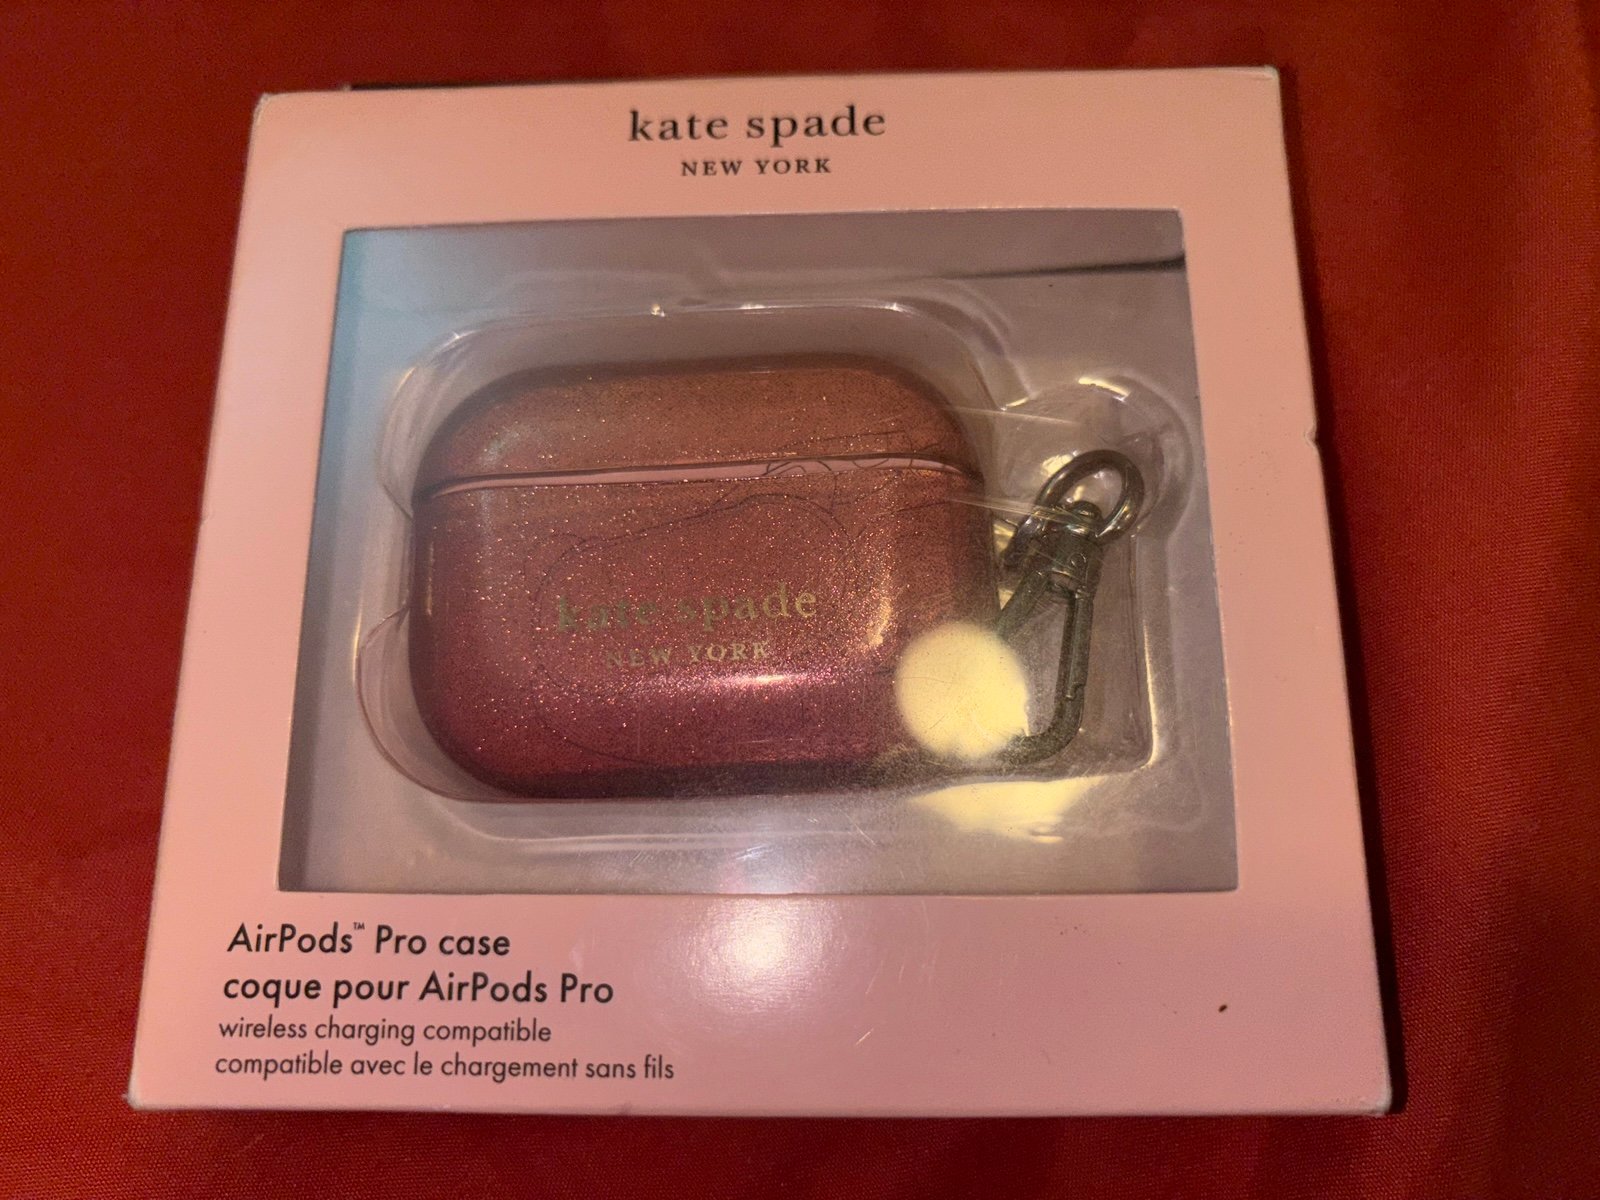 kate spade
NEW YORK
kate spade
NEW YORK
AirPods™ Pro case
coque pour AirPods Pro
wireless charging compatible
compatible avec le chargement sans fils